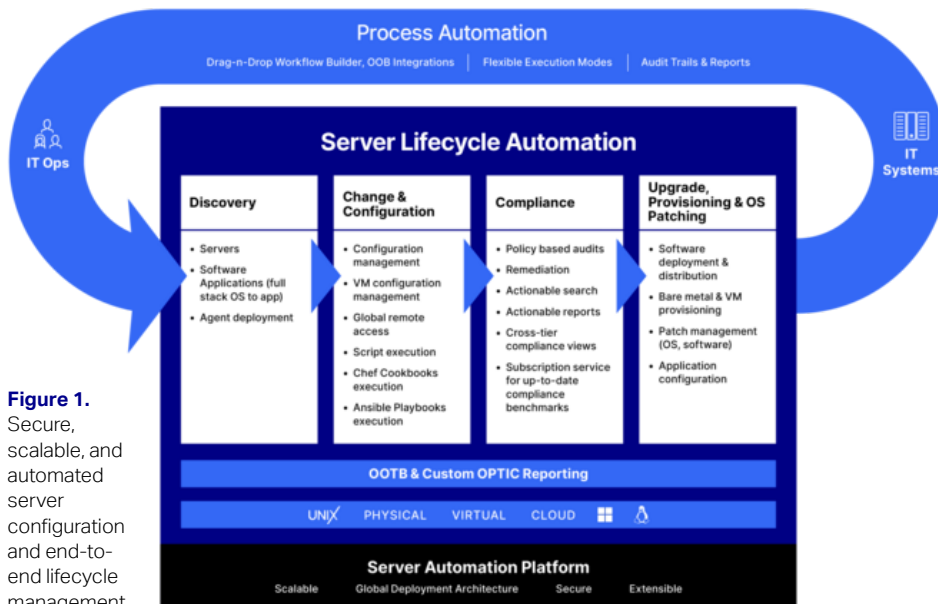 Process Automation
Drag-n-Drop Workflow Builder, OOB Integrations | Flexible Execution Modes | Audit Trails & Reports
IT Ops
IT
Systems
Server Lifecycle Automation
Discovery
• Servers
• Software
Applications (full
stack OS to app)
• Agent deployment
Change &
Configuration
• Configuration
management
• VM configuration
management
• Global remote
access
• Script execution
• Chef Cookbooks
execution
• Ansible Playbooks
execution
Compliance
• Policy based audits
• Remediation
• Actionable search
• Actionable reports
• Cross-tier
compliance views
• Subscription service
for up-to-date
compliance
benchmarks
Upgrade,
Provisioning & OS
Patching
• Software
deployment &
distribution
• Bare metal & VM
provisioning
• Patch management
(OS, software)
• Application
configuration
OOTB & Custom OPTIC Reporting
UNIX PHYSICAL VIRTUAL CLOUD
Server Automation Platform
Scalable Global Deployment Architecture Secure Extensible
Figure 1.
Secure,
scalable, and
automated
server
configuration
and end-to-
end lifecycle
management